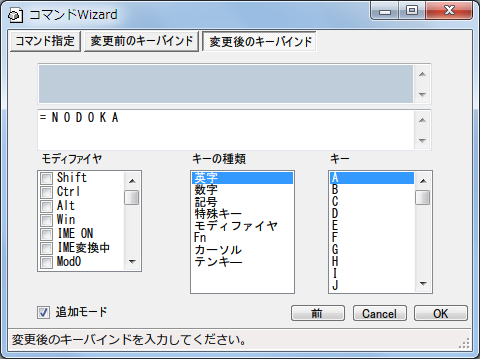 コマンドWizard
コマンド指定
変更前のキーバインド
変更後のキーバインド
= N O D O K A
モディファイヤ
キーの種類
キー
Shift
Ctrl
Alt
Win
IME ON
IME変換中
Mod0
英字
数字
記号
特殊キー
モディファイヤ
Fn
カーソル
テンキー
A
B
C
D
E
F
G
H
I
J
追加モード
前
Cancel
OK
変更後のキーバインドを入力してください。